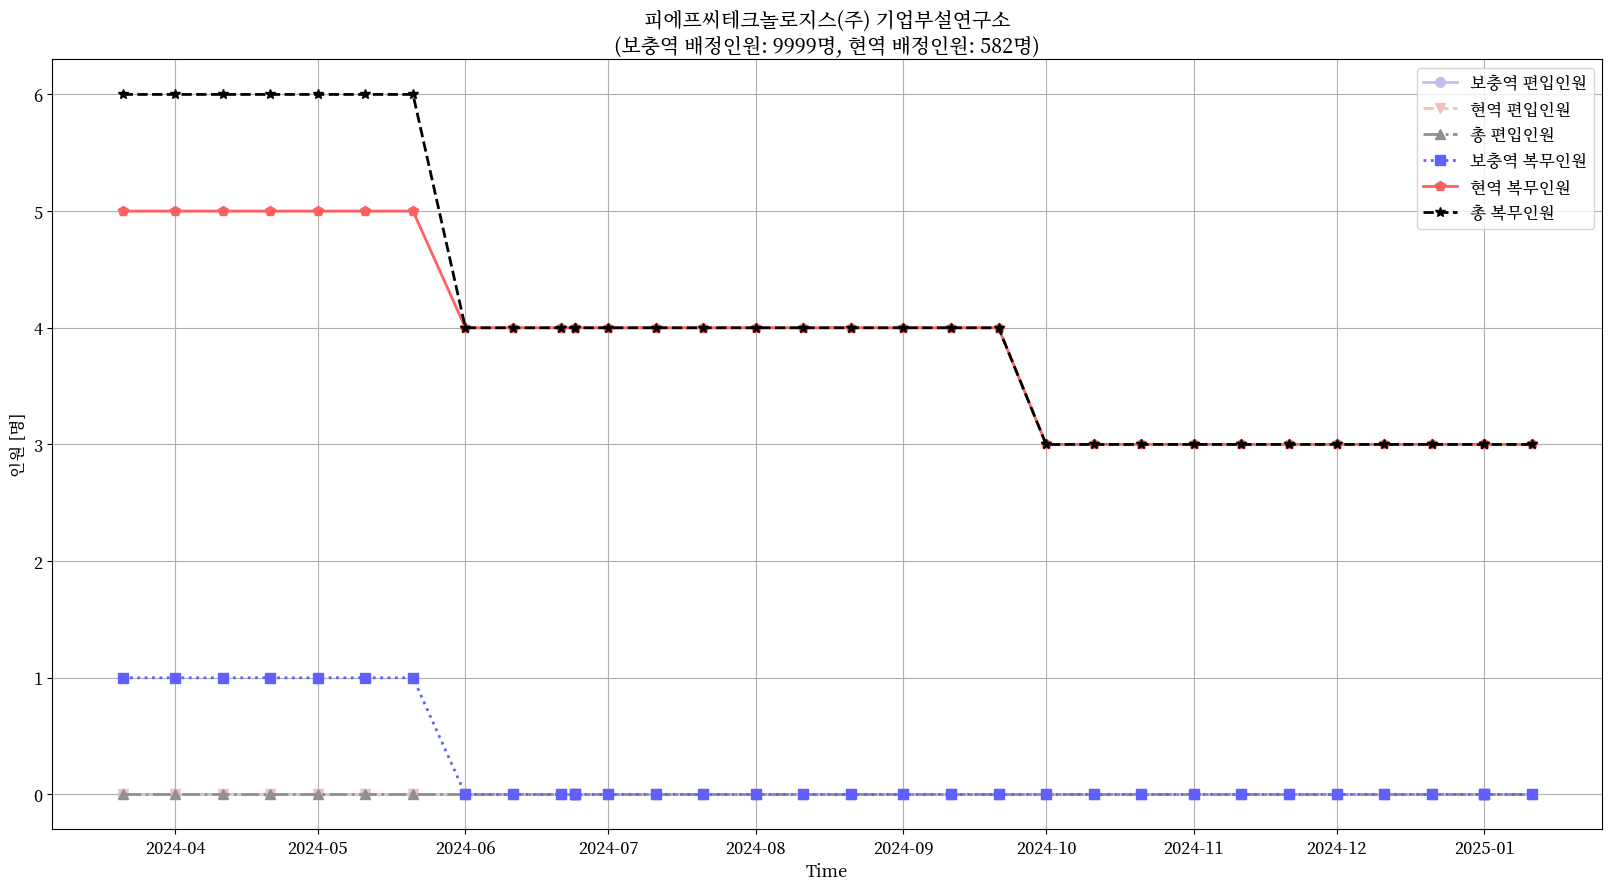 피에프씨테크놀로지스(주) 기업부설연구소
(보충역 배정인원: 9999명, 현역 배정인원: 582명)
보충역 편입인원
현역 편입인원
총 편입인원
보충역 복무인원
현역 복무인원
총 복무인원
인원 [명]
6
5
4
3
2
1
0
2024-04
2024-05
2024-06
2024-07
2024-08
2024-09
2024-10
2024-11
2024-12
2025-01
Time